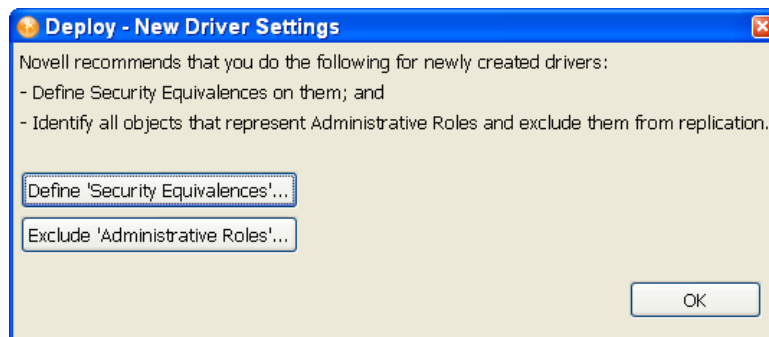 Deploy - New Driver Settings
Novell recommends that you do the following for newly created drivers:
- Define Security Equivalences on them; and
- Identify all objects that represent Administrative Roles and exclude them from replication.
Define 'Security Equivalences'...
Exclude 'Administrative Roles'...
OK